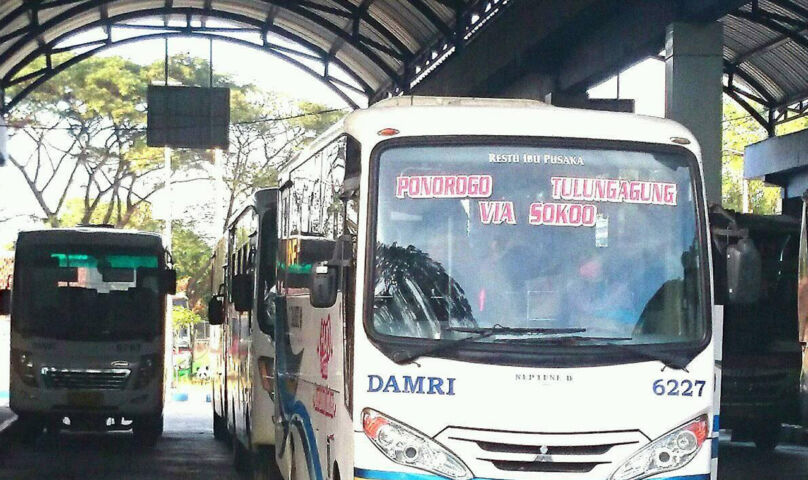 RESTU IBU PUSAKA
PONOROGO TULUNGAGUNG
VIA SOKOO
DAMRI
NEPTUNE D
6227